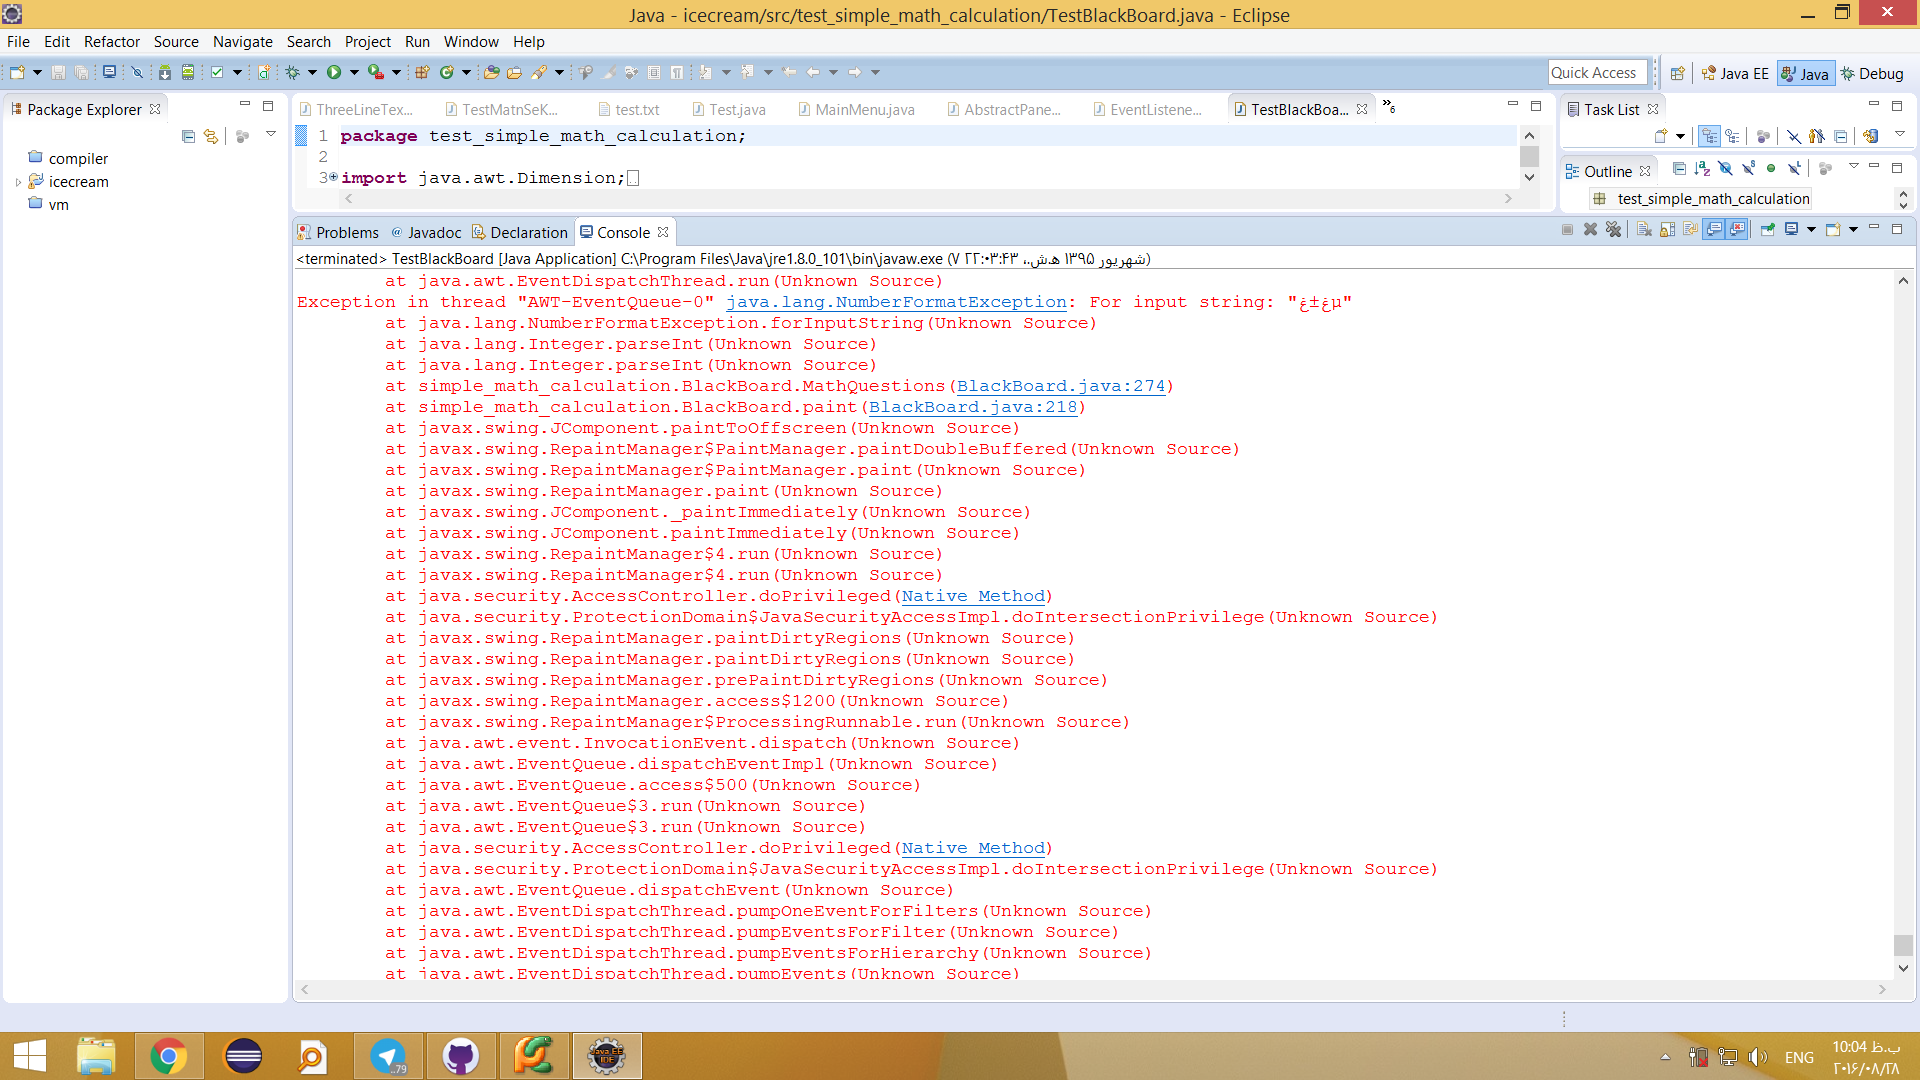 Java - icecream/src/test_simple_math_calculation/TestBlackBoard.java - Eclipse
File Edit Refactor Source Navigate Search Project Run Window Help
Quick Access
Java EE Java Debug
Package Explorer
compiler
icecream
vm
ThreeLineTex... TestMatnSeK... test.txt Test.java MainMenu.java AbstractPane... EventListene... TestBlackBoa... »6
1 package test_simple_math_calculation;
2
3 import java.awt.Dimension;
Task List
Outline
test_simple_math_calculation
Problems @ Javadoc Declaration Console
<terminated> TestBlackBoard [Java Application] C:\Program Files\Java\jre1.8.0_101\bin\javaw.exe (۷ شهریور ۱۳۹۵ ه‍.ش.،‏ ۲۲:۰۳:۴۳)
at java.awt.EventDispatchThread.run(Unknown Source)
Exception in thread "AWT-EventQueue-0" java.lang.NumberFormatException: For input string: "غ±غµ"
at java.lang.NumberFormatException.forInputString(Unknown Source)
at java.lang.Integer.parseInt(Unknown Source)
at java.lang.Integer.parseInt(Unknown Source)
at simple_math_calculation.BlackBoard.MathQuestions(BlackBoard.java:274)
at simple_math_calculation.BlackBoard.paint(BlackBoard.java:218)
at javax.swing.JComponent.paintToOffscreen(Unknown Source)
at javax.swing.RepaintManager$PaintManager.paintDoubleBuffered(Unknown Source)
at javax.swing.RepaintManager$PaintManager.paint(Unknown Source)
at javax.swing.RepaintManager.paint(Unknown Source)
at javax.swing.JComponent._paintImmediately(Unknown Source)
at javax.swing.JComponent.paintImmediately(Unknown Source)
at javax.swing.RepaintManager$4.run(Unknown Source)
at javax.swing.RepaintManager$4.run(Unknown Source)
at java.security.AccessController.doPrivileged(Native Method)
at java.security.ProtectionDomain$JavaSecurityAccessImpl.doIntersectionPrivilege(Unknown Source)
at javax.swing.RepaintManager.paintDirtyRegions(Unknown Source)
at javax.swing.RepaintManager.paintDirtyRegions(Unknown Source)
at javax.swing.RepaintManager.prePaintDirtyRegions(Unknown Source)
at javax.swing.RepaintManager.access$1200(Unknown Source)
at javax.swing.RepaintManager$ProcessingRunnable.run(Unknown Source)
at java.awt.event.InvocationEvent.dispatch(Unknown Source)
at java.awt.EventQueue.dispatchEventImpl(Unknown Source)
at java.awt.EventQueue.access$500(Unknown Source)
at java.awt.EventQueue$3.run(Unknown Source)
at java.awt.EventQueue$3.run(Unknown Source)
at java.security.AccessController.doPrivileged(Native Method)
at java.security.ProtectionDomain$JavaSecurityAccessImpl.doIntersectionPrivilege(Unknown Source)
at java.awt.EventQueue.dispatchEvent(Unknown Source)
at java.awt.EventDispatchThread.pumpOneEventForFilters(Unknown Source)
at java.awt.EventDispatchThread.pumpEventsForFilter(Unknown Source)
at java.awt.EventDispatchThread.pumpEventsForHierarchy(Unknown Source)
at java.awt.EventDispatchThread.pumpEvents(Unknown Source)
..79
Java EE
IDE
ENG
10:04 ب.ظ
۲۰۱۶/۰۸/۲۸